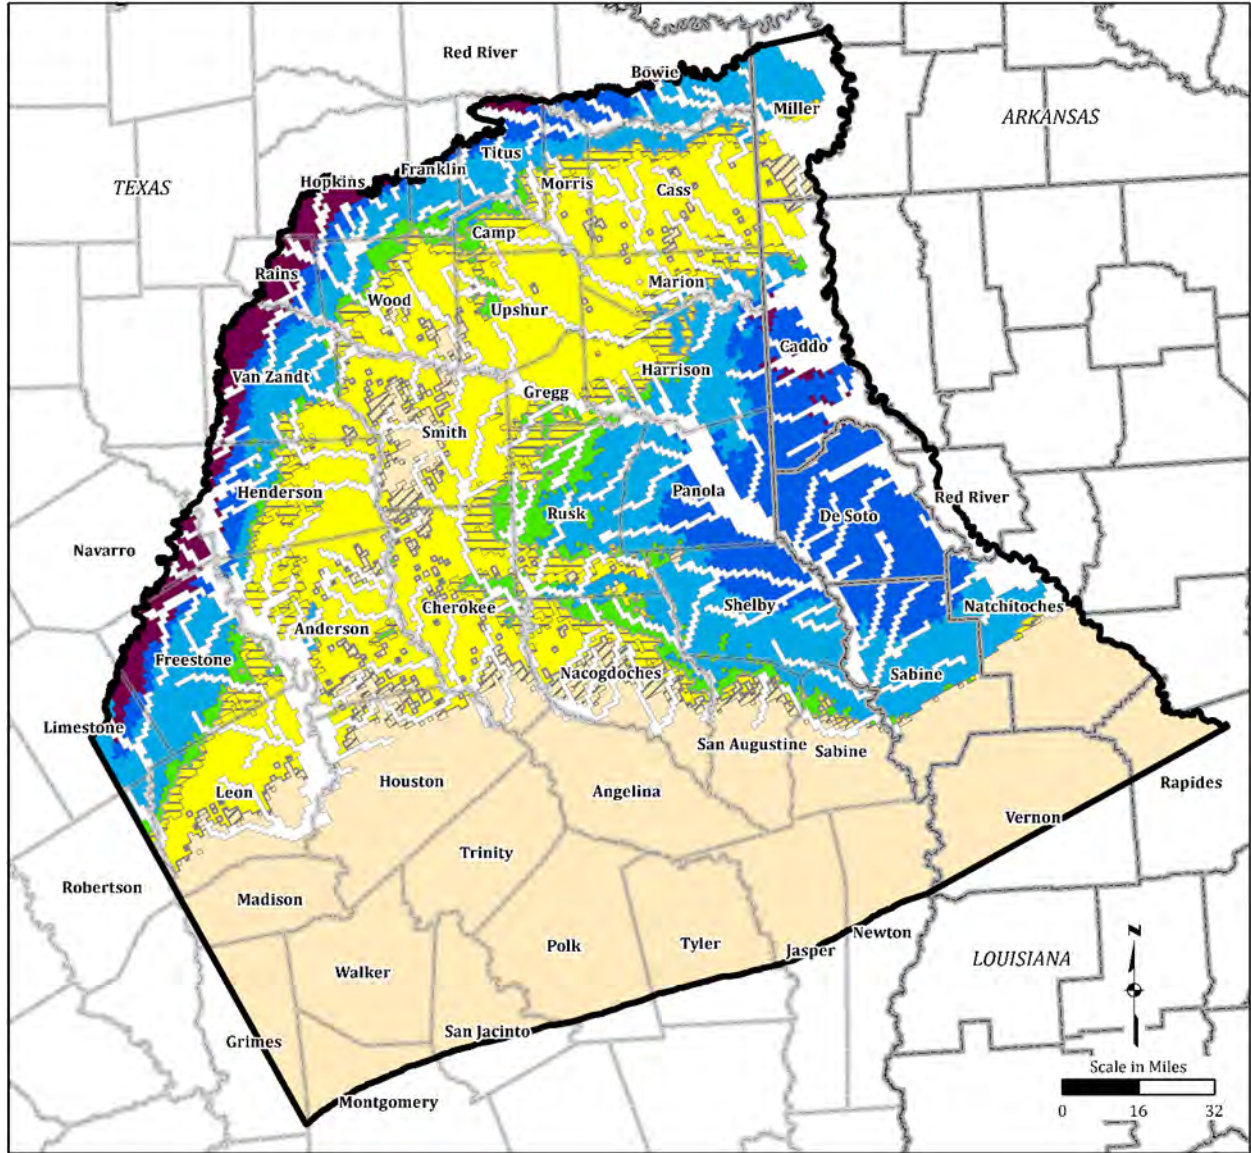 Red River
Bowie
Miller
ARKANSAS
Titus
Franklin
Hopkins
Morris
Cass
TEXAS
Camp
Rains
Marion
Wood
Upshur
Caddo
Harrison
Van Zandt
Gregg
Smith
Henderson
Panola
Red River
De Soto
Rusk
Navarro
Cherokee
Shelby
Natchitoches
Anderson
Freestone
Nacogdoches
Sabine
Limestone
San Augustine
Sabine
Houston
Angelina
Rapides
Leon
Vernon
Trinity
Robertson
Madison
Newton
Polk
Tyler
Jasper
LOUISIANA
Walker
N
San Jacinto
Grimes
Scale in Miles
Montgomery
0 16 32